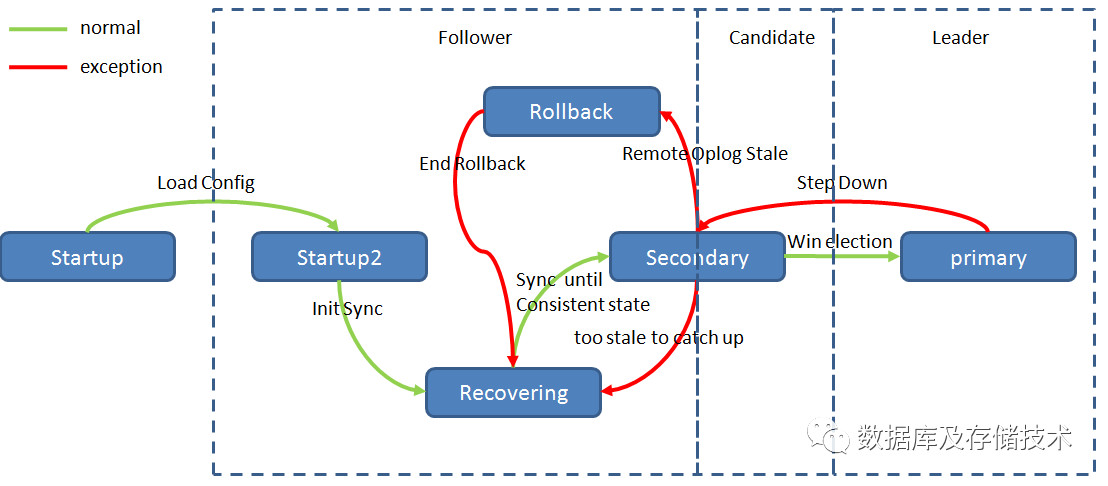 normal
exception
Follower
Candidate
Leader
Rollback
End Rollback
Remote Oplog Stale
Load Config
Step Down
Startup
Startup2
Secondary
Win election
primary
Init Sync
Sync until
Consistent state
too stale to catch up
Recovering
数据库及存储技术